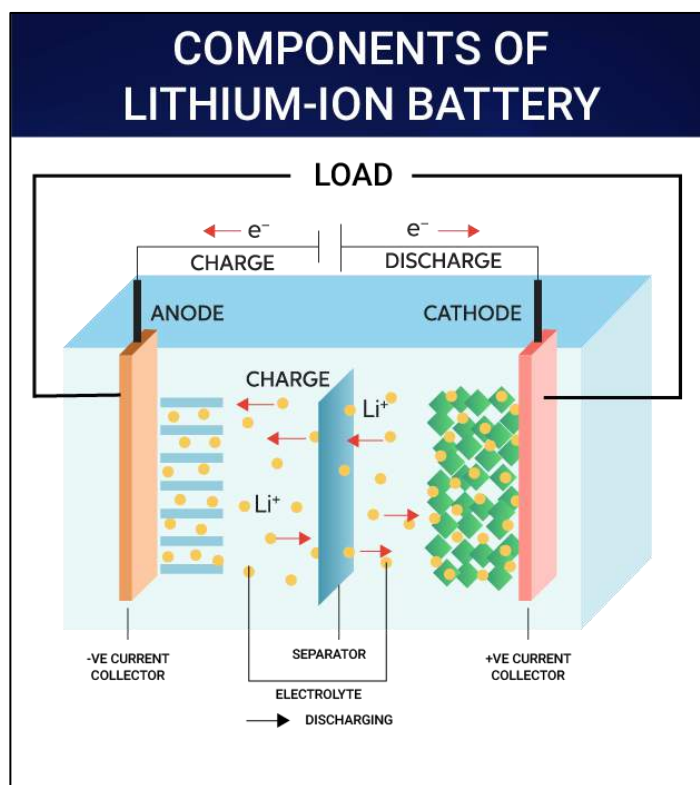 COMPONENTS OF
LITHIUM-ION BATTERY
LOAD
e⁻ e⁻
CHARGE DISCHARGE
ANODE CATHODE
CHARGE
Li⁺
Li⁺
-VE CURRENT
COLLECTOR
SEPARATOR
+VE CURRENT
COLLECTOR
ELECTROLYTE
DISCHARGING